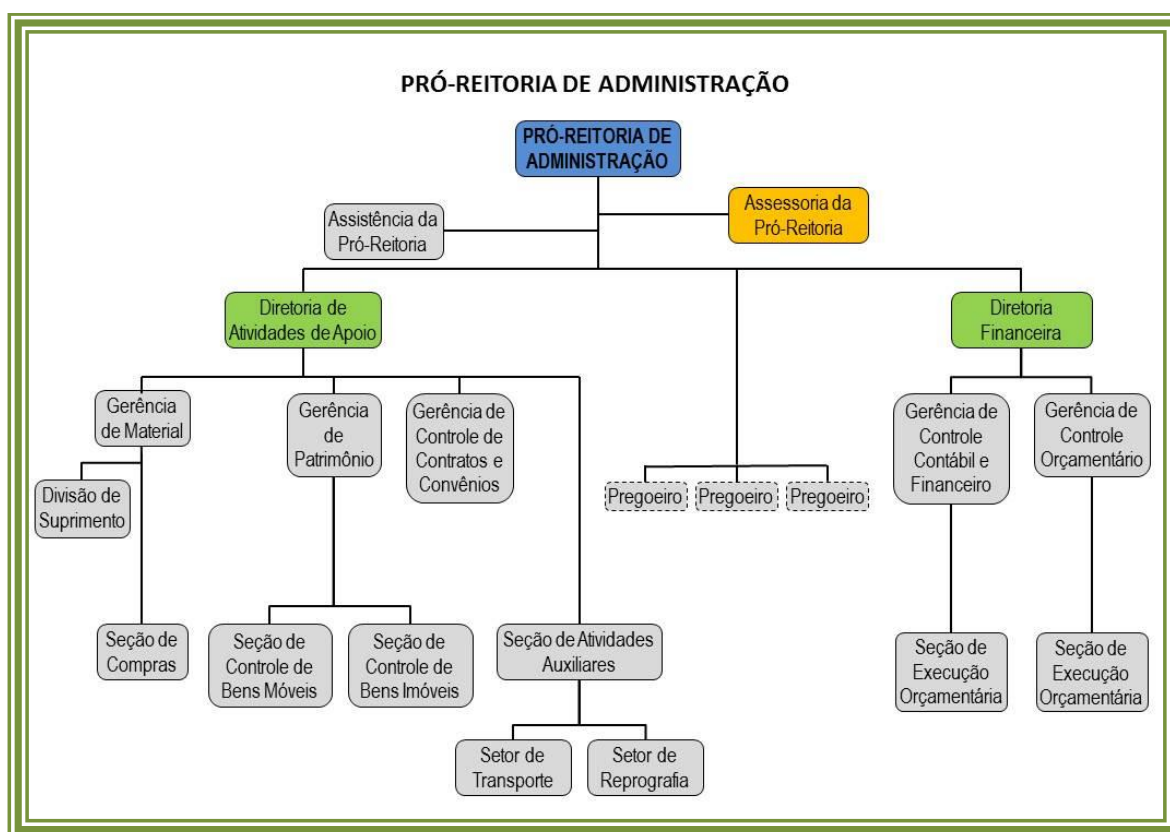 PRÓ-REITORIA DE ADMINISTRAÇÃO
PRÓ-REITORIA DE
ADMINISTRAÇÃO
Assistência da
Pró-Reitoria
Assessoria da
Pró-Reitoria
Diretoria de
Atividades de Apoio
Diretoria
Financeira
Gerência
de Material
Gerência
de
Patrimônio
Gerência de
Controle de
Contratos e
Convênios
Gerência de
Controle
Contábil e
Financeiro
Gerência de
Controle
Orçamentário
Divisão de
Suprimento
Pregoeiro
Pregoeiro
Pregoeiro
Seção de
Compras
Seção de
Controle de
Bens Móveis
Seção de
Controle de
Bens Imóveis
Seção de Atividades
Auxiliares
Seção de
Execução
Orçamentária
Seção de
Execução
Orçamentária
Setor de
Transporte
Setor de
Reprografia